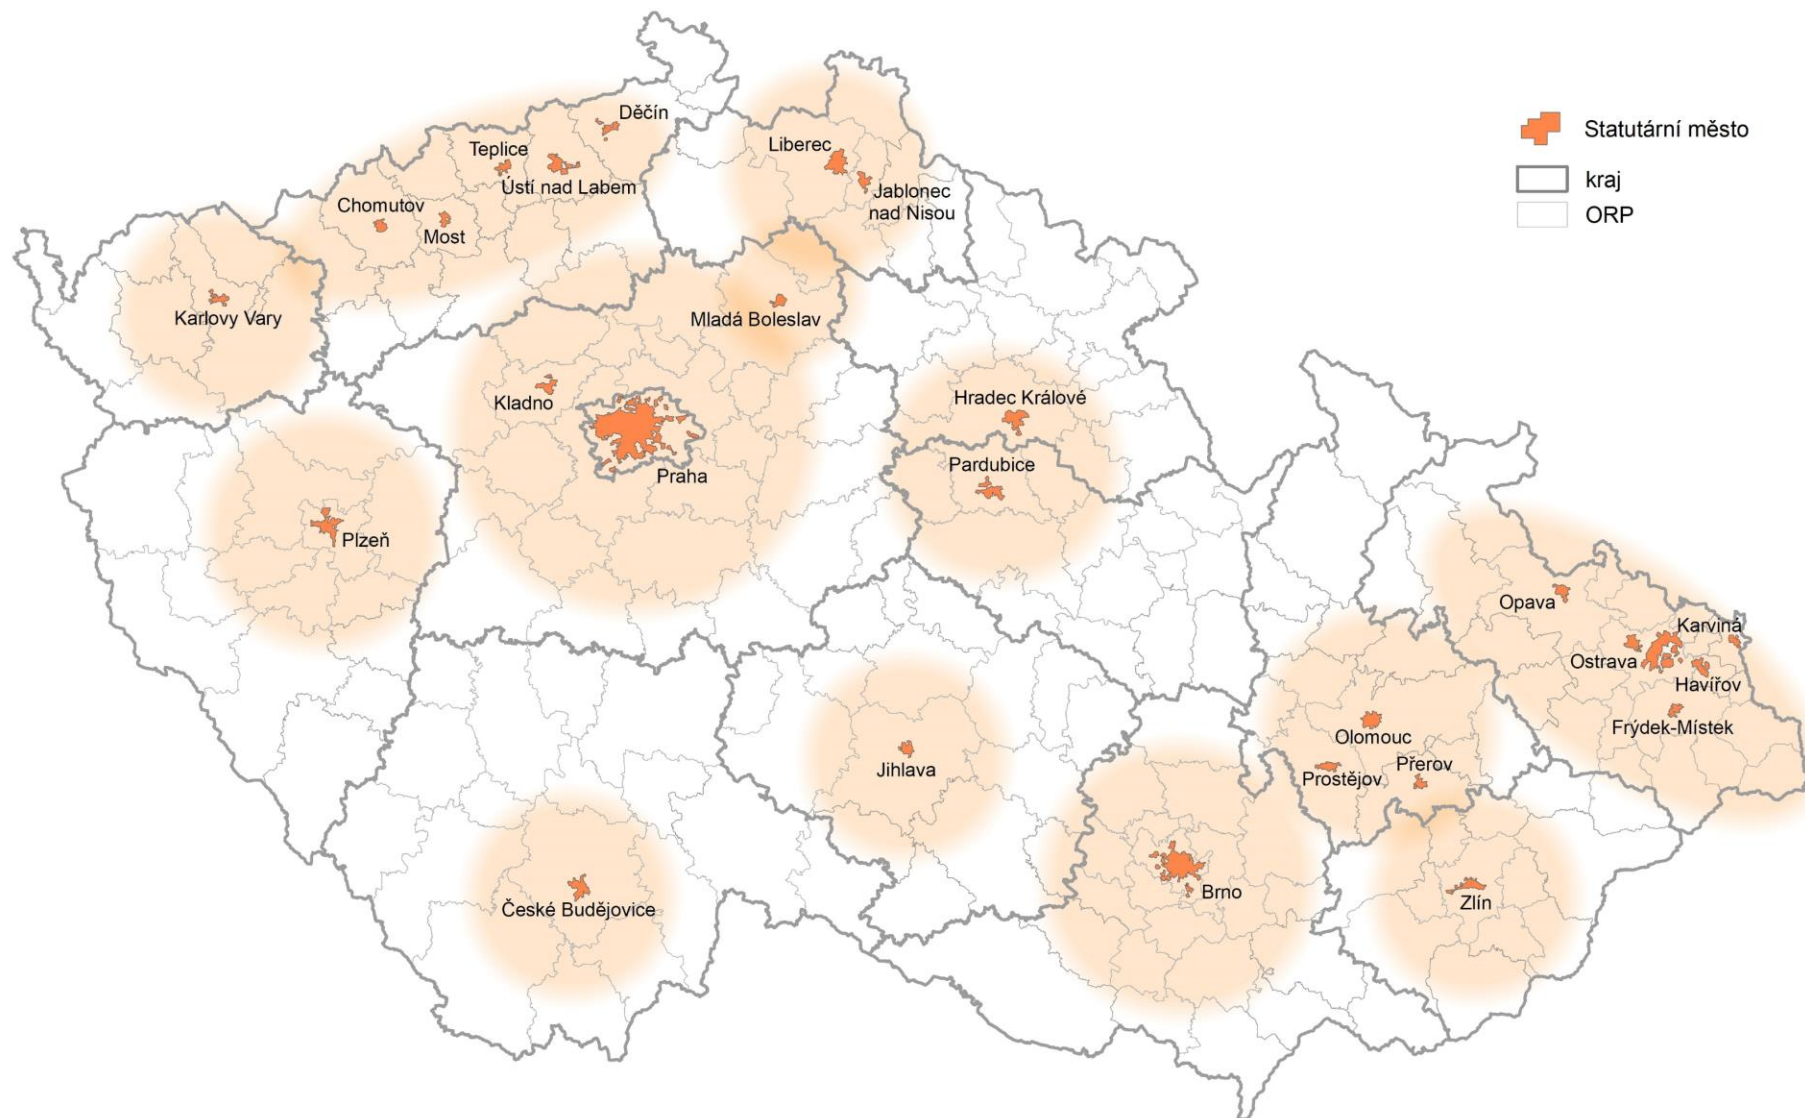 Děčín
Teplice
Ústí nad Labem
Chomutov
Most
Karlovy Vary
Liberec
Jablonec
nad Nisou
Mladá Boleslav
Kladno
Praha
Hradec Králové
Pardubice
Plzeň
České Budějovice
Jihlava
Brno
Olomouc
Prostějov
Přerov
Zlín
Opava
Karviná
Ostrava
Havířov
Frýdek-Místek
Statutární město
kraj
ORP